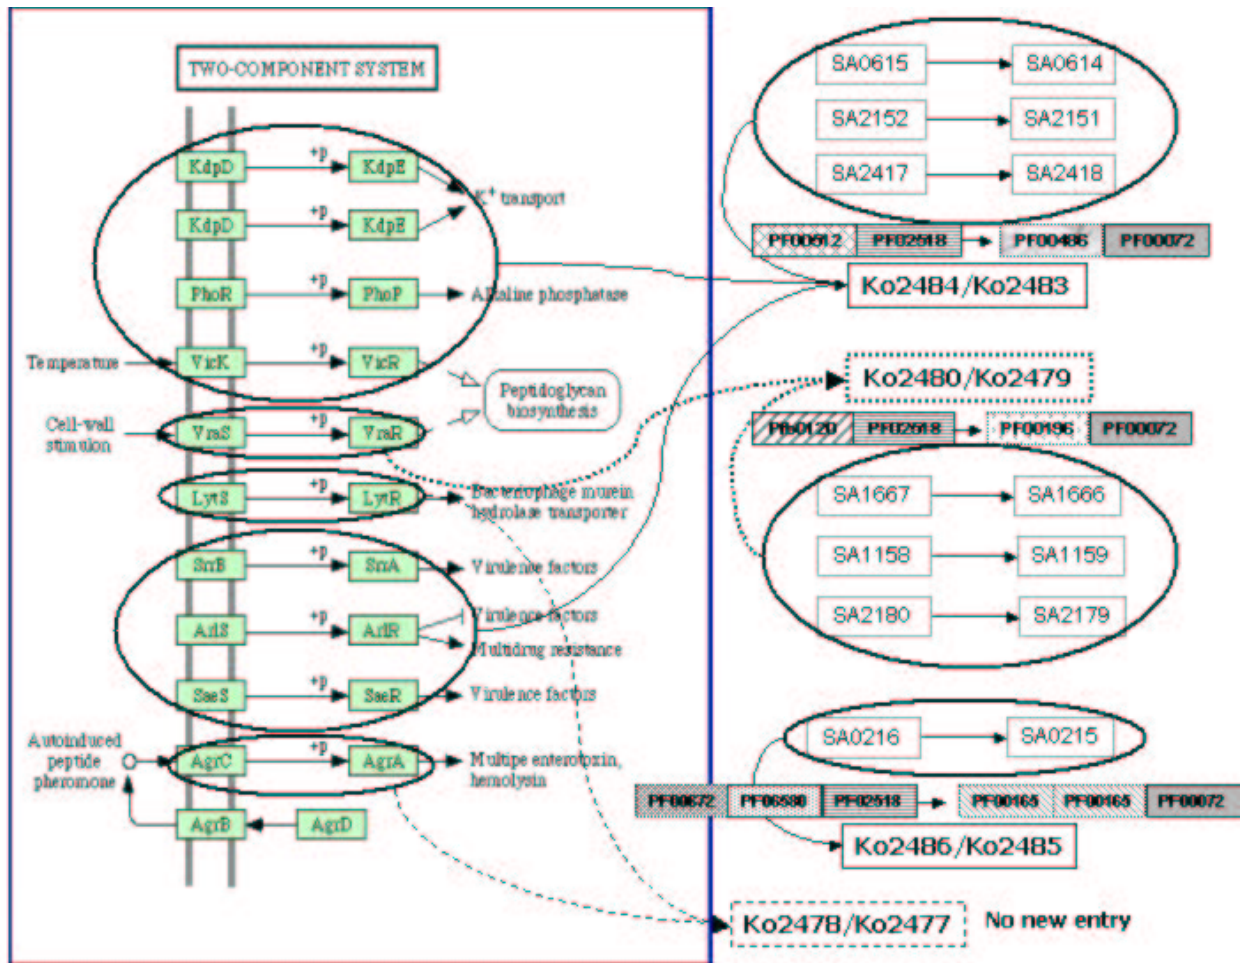 TWO-COMPONENT SYSTEM
KdpD +p KdpE
K+ transport
KdpD +p KdpE
PhoR +p PhoP Alkaline phosphatase
Temperature VicK +p VicR
Peptidoglycan
biosynthesis
Cell-wall
stimulon
VraS +p VraR
LytS +p LytR
Bacteriophage murein
hydrolase transporter
SrrB +p SrrA Virulence factors
ArlS +p ArlR
Virulence factors
Multidrug resistance
SaeS +p SaeR Virulence factors
Autoinduced
peptide
pheromone
AgrC +p AgrA
Multipe enterotoxin,
hemolysin
AgrB AgrD
SA0615 SA0614
SA2152 SA2151
SA2417 SA2418
PF00512 PF02518 PF00486 PF00072
Ko2484/Ko2483
Ko2480/Ko2479
PF02518 PF00196 PF00072
SA1667 SA1666
SA1158 SA1159
SA2180 SA2179
SA0216 SA0215
PF00672 PF06580 PF02518 PF00165 PF00165 PF00072
Ko2486/Ko2485
Ko2478/Ko2477 No new entry